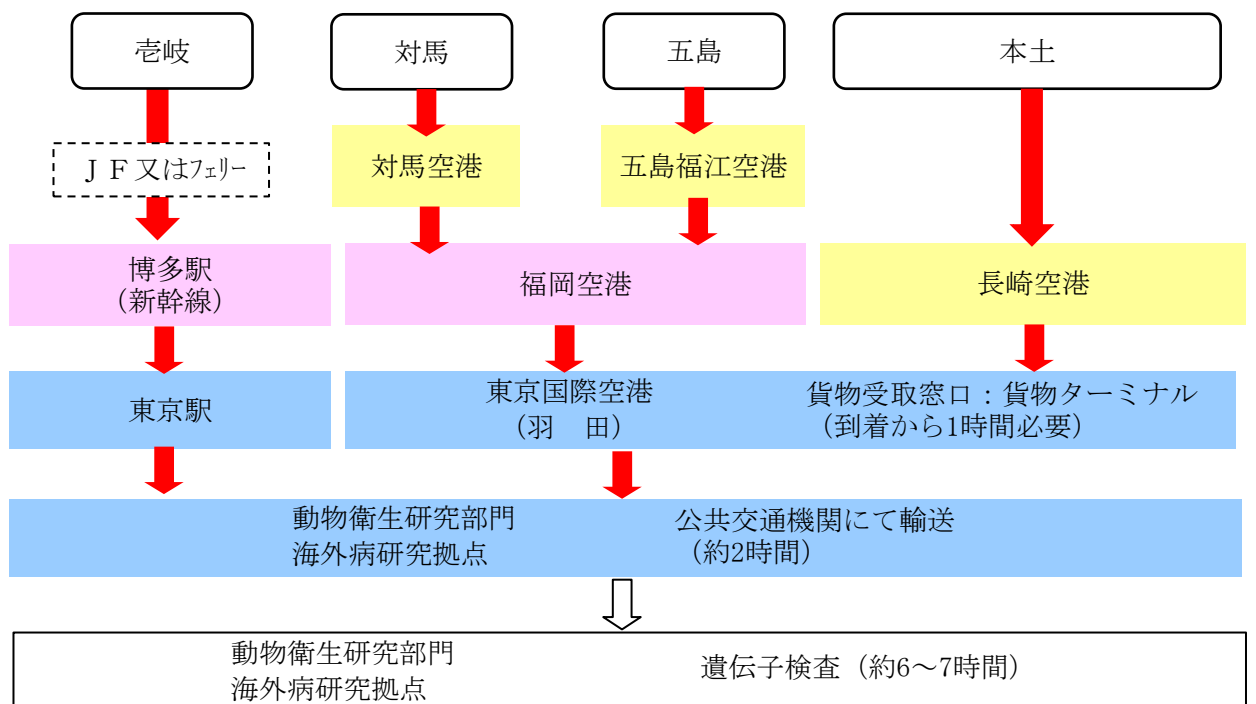 壱岐
対馬
五島
本土
ＪＦ又はﾌｪﾘｰ
対馬空港
五島福江空港
博多駅
（新幹線）
福岡空港
長崎空港
東京駅
東京国際空港
（羽　田）
貨物受取窓口：貨物ターミナル
（到着から1時間必要）
動物衛生研究部門
海外病研究拠点
公共交通機関にて輸送
（約2時間）
動物衛生研究部門
海外病研究拠点
遺伝子検査（約6～7時間）